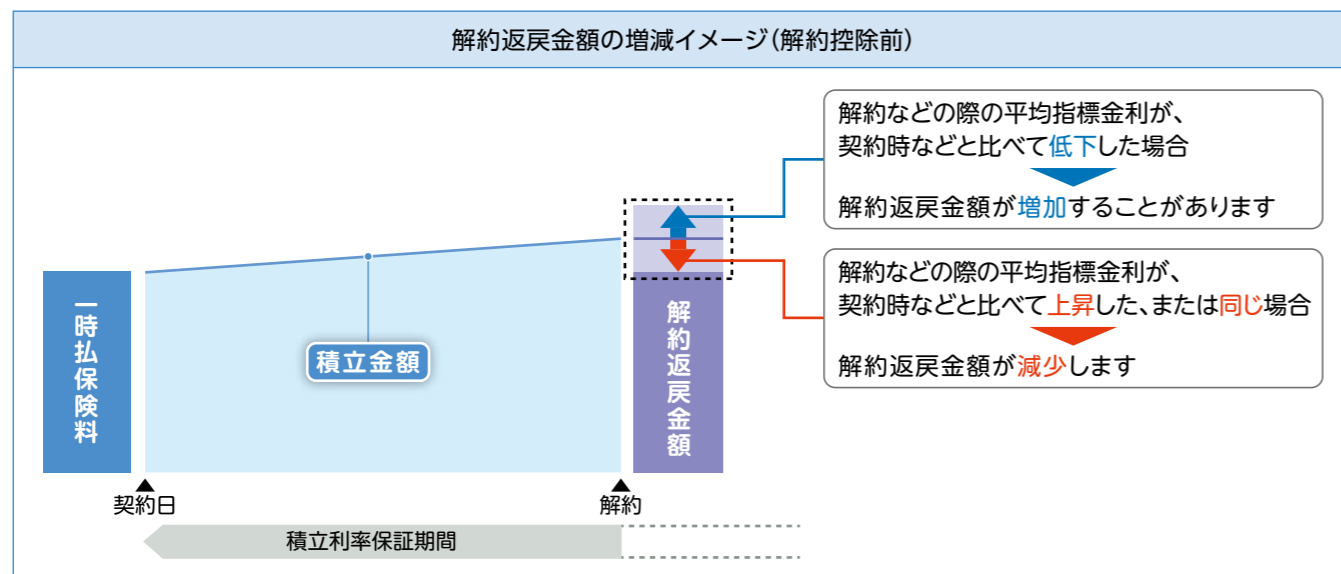 解約返戻金額の増減イメージ(解約控除前)
解約などの際の平均指標金利が、
契約時などと比べて低下した場合
解約返戻金額が増加することがあります
解約などの際の平均指標金利が、
契約時などと比べて上昇した、または同じ場合
解約返戻金額が減少します
一時払保険料
積立金額
解約返戻金額
契約日
解約
積立利率保証期間